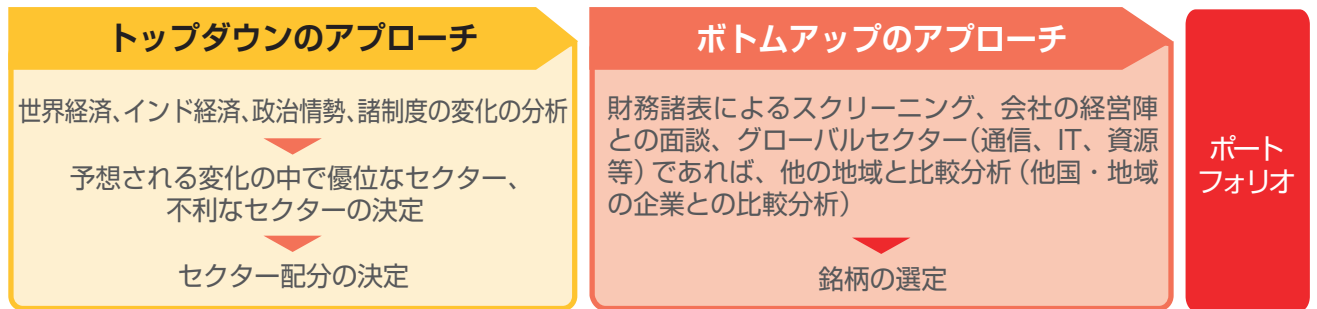 トップダウンのアプローチ
世界経済、インド経済、政治情勢、諸制度の変化の分析
予想される変化の中で優位なセクター、
不利なセクターの決定
セクター配分の決定
ボトムアップのアプローチ
財務諸表によるスクリーニング、会社の経営陣
との面談、グローバルセクター(通信、IT、資源
等)であれば、他の地域と比較分析(他国・地域
の企業との比較分析)
銘柄の選定
ポート
フォリオ